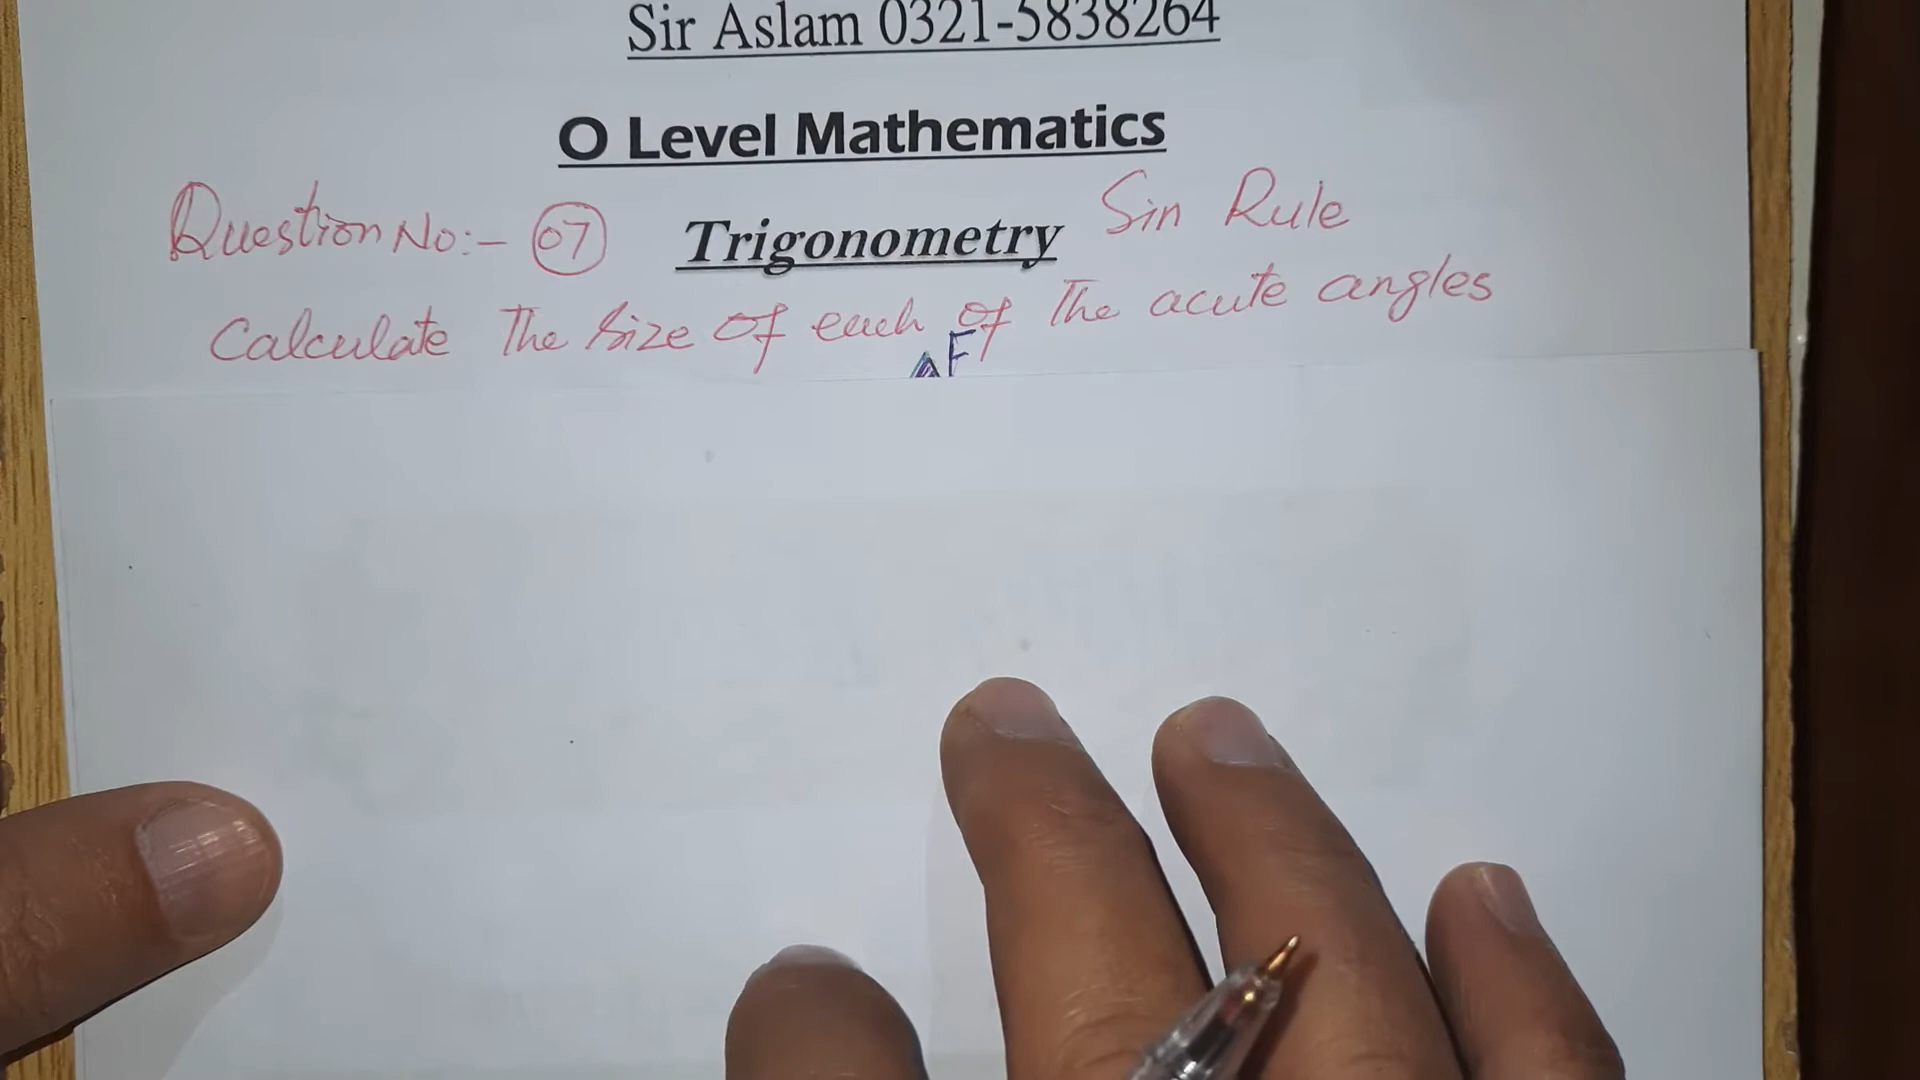 Sir Aslam 0321-5838264
O Level Mathematics
Question No:- 07 Trigonometry Sin Rule
Calculate The size of each of The acute angles
F